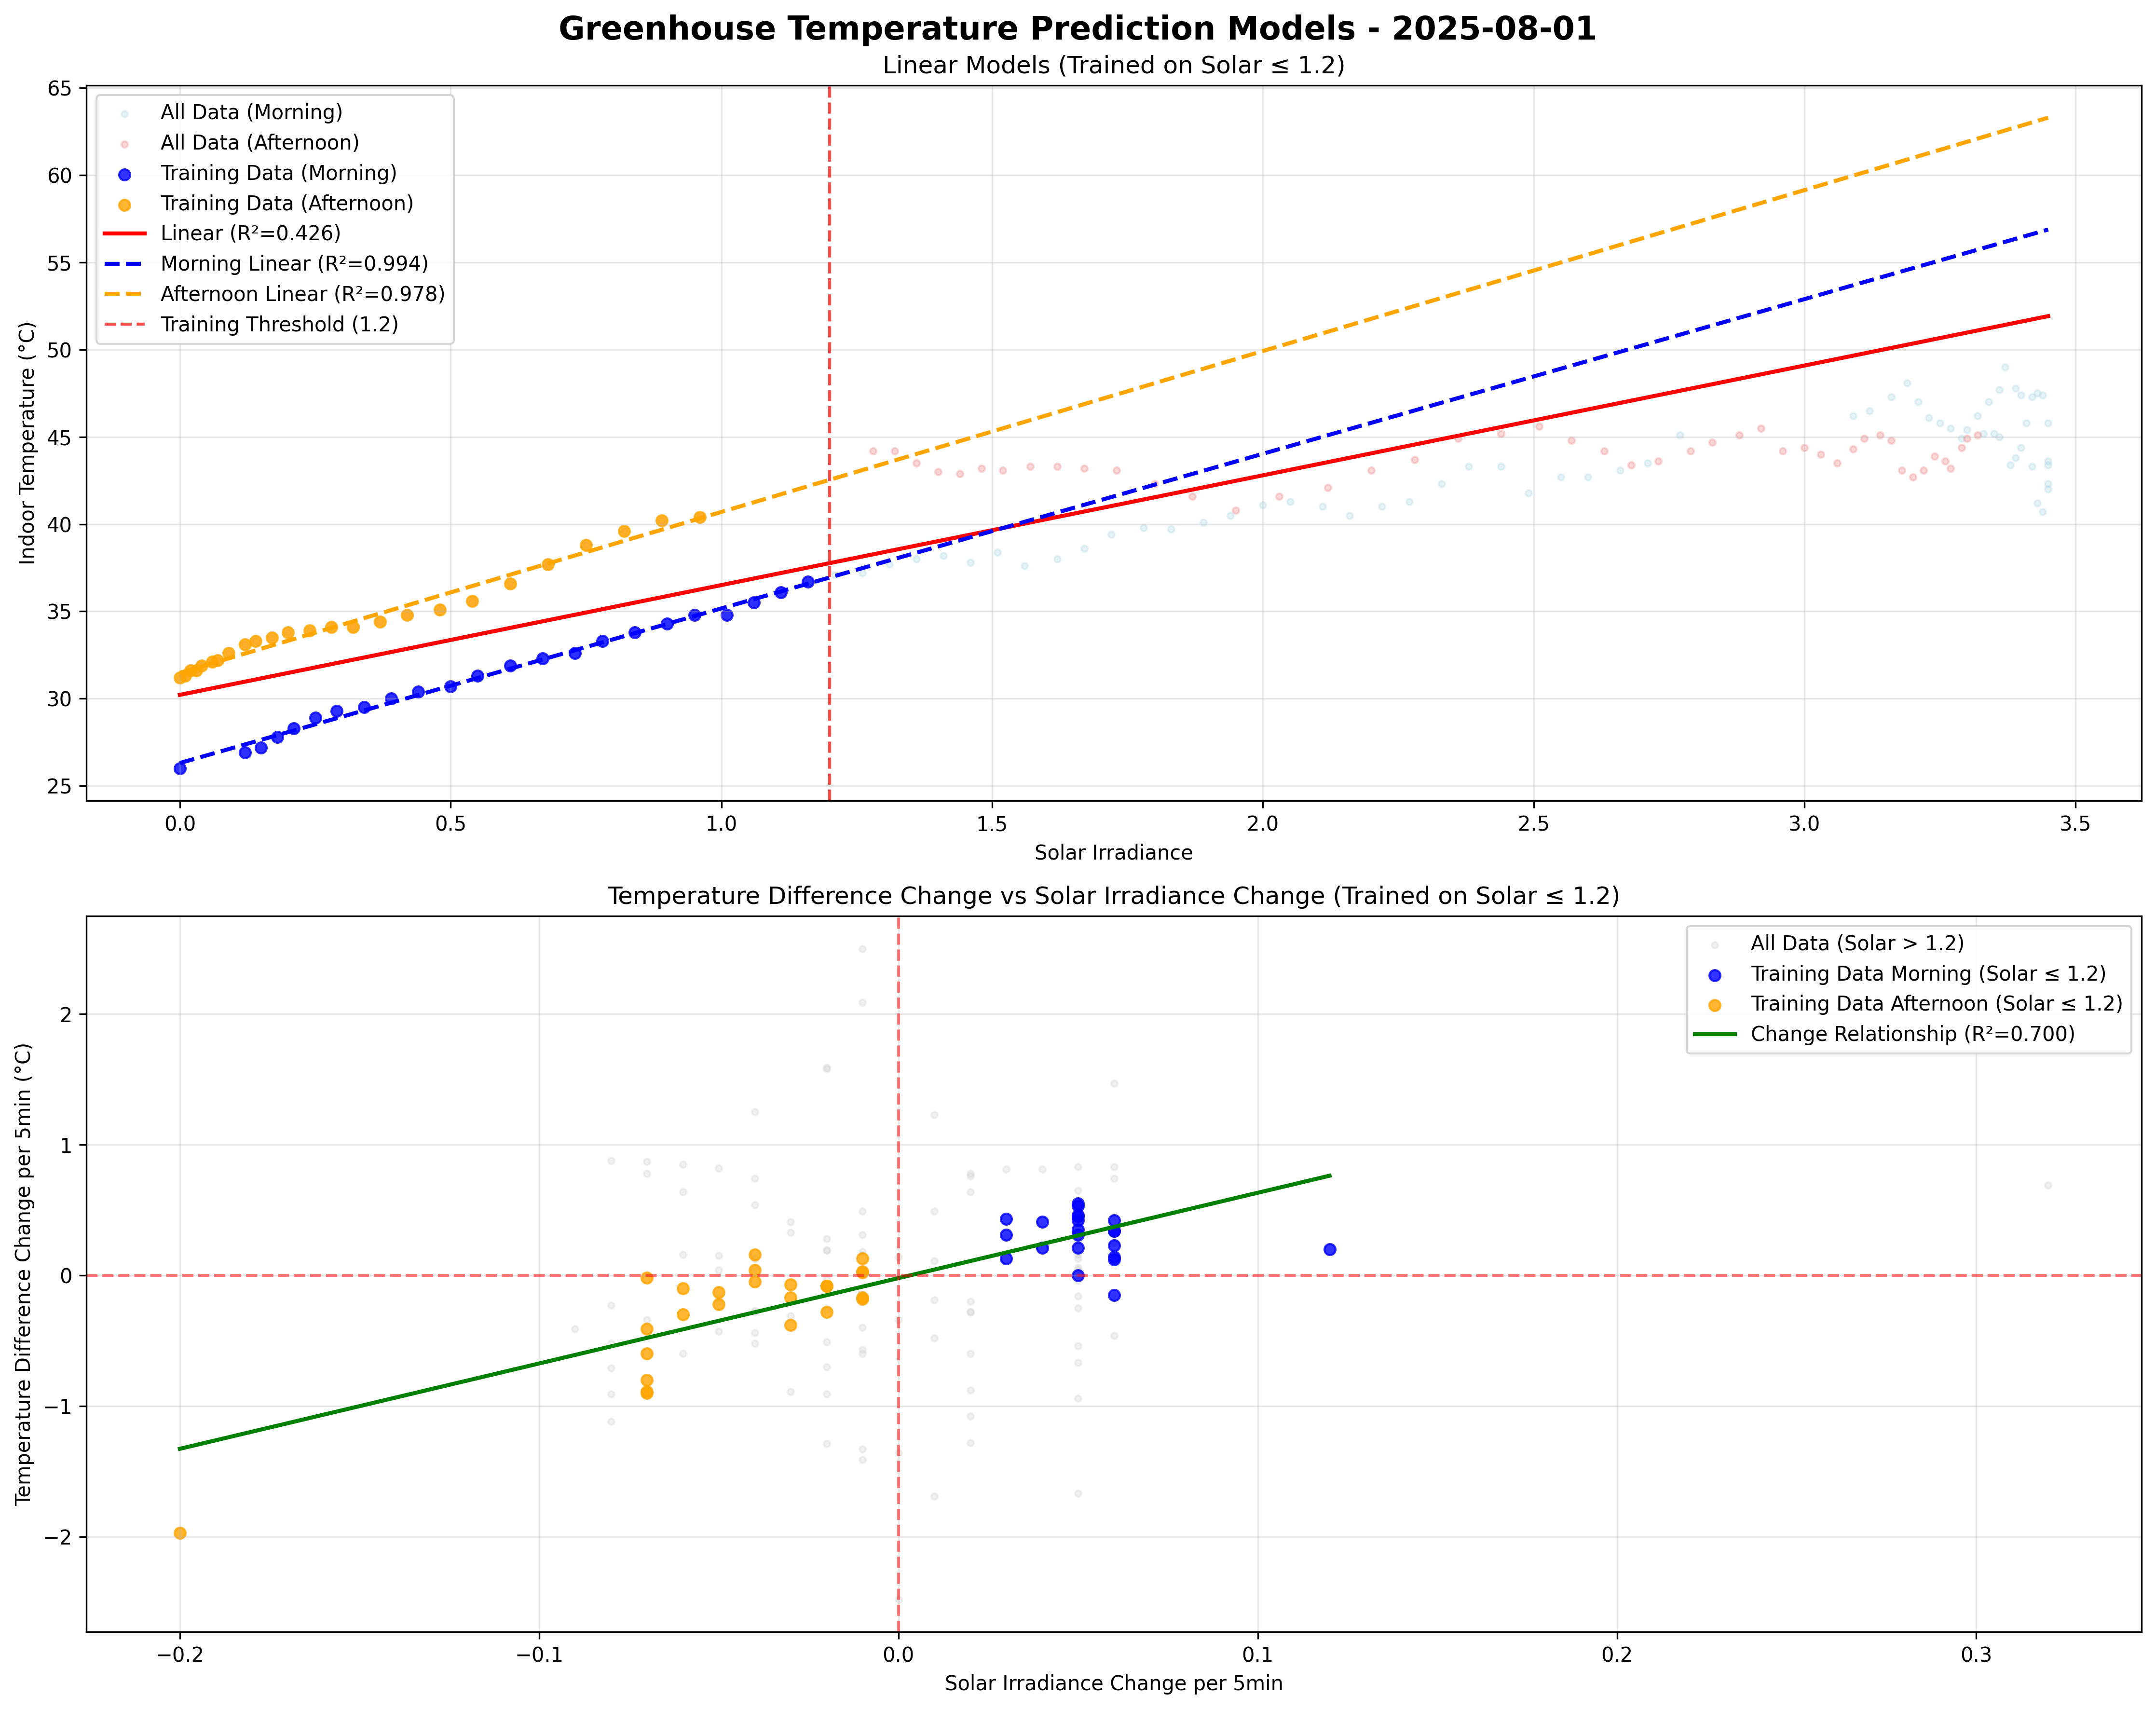 Greenhouse Temperature Prediction Models - 2025-08-01
Linear Models (Trained on Solar ≤ 1.2)
All Data (Morning)
All Data (Afternoon)
Training Data (Morning)
Training Data (Afternoon)
Linear (R²=0.426)
Morning Linear (R²=0.994)
Afternoon Linear (R²=0.978)
Training Threshold (1.2)
Indoor Temperature (°C)
65
60
55
50
45
40
35
30
25
0.0 0.5 1.0 1.5 2.0 2.5 3.0 3.5
Solar Irradiance
Temperature Difference Change vs Solar Irradiance Change (Trained on Solar ≤ 1.2)
All Data (Solar > 1.2)
Training Data Morning (Solar ≤ 1.2)
Training Data Afternoon (Solar ≤ 1.2)
Change Relationship (R²=0.700)
Temperature Difference Change per 5min (°C)
2
1
0
−1
−2
−0.2 −0.1 0.0 0.1 0.2 0.3
Solar Irradiance Change per 5min